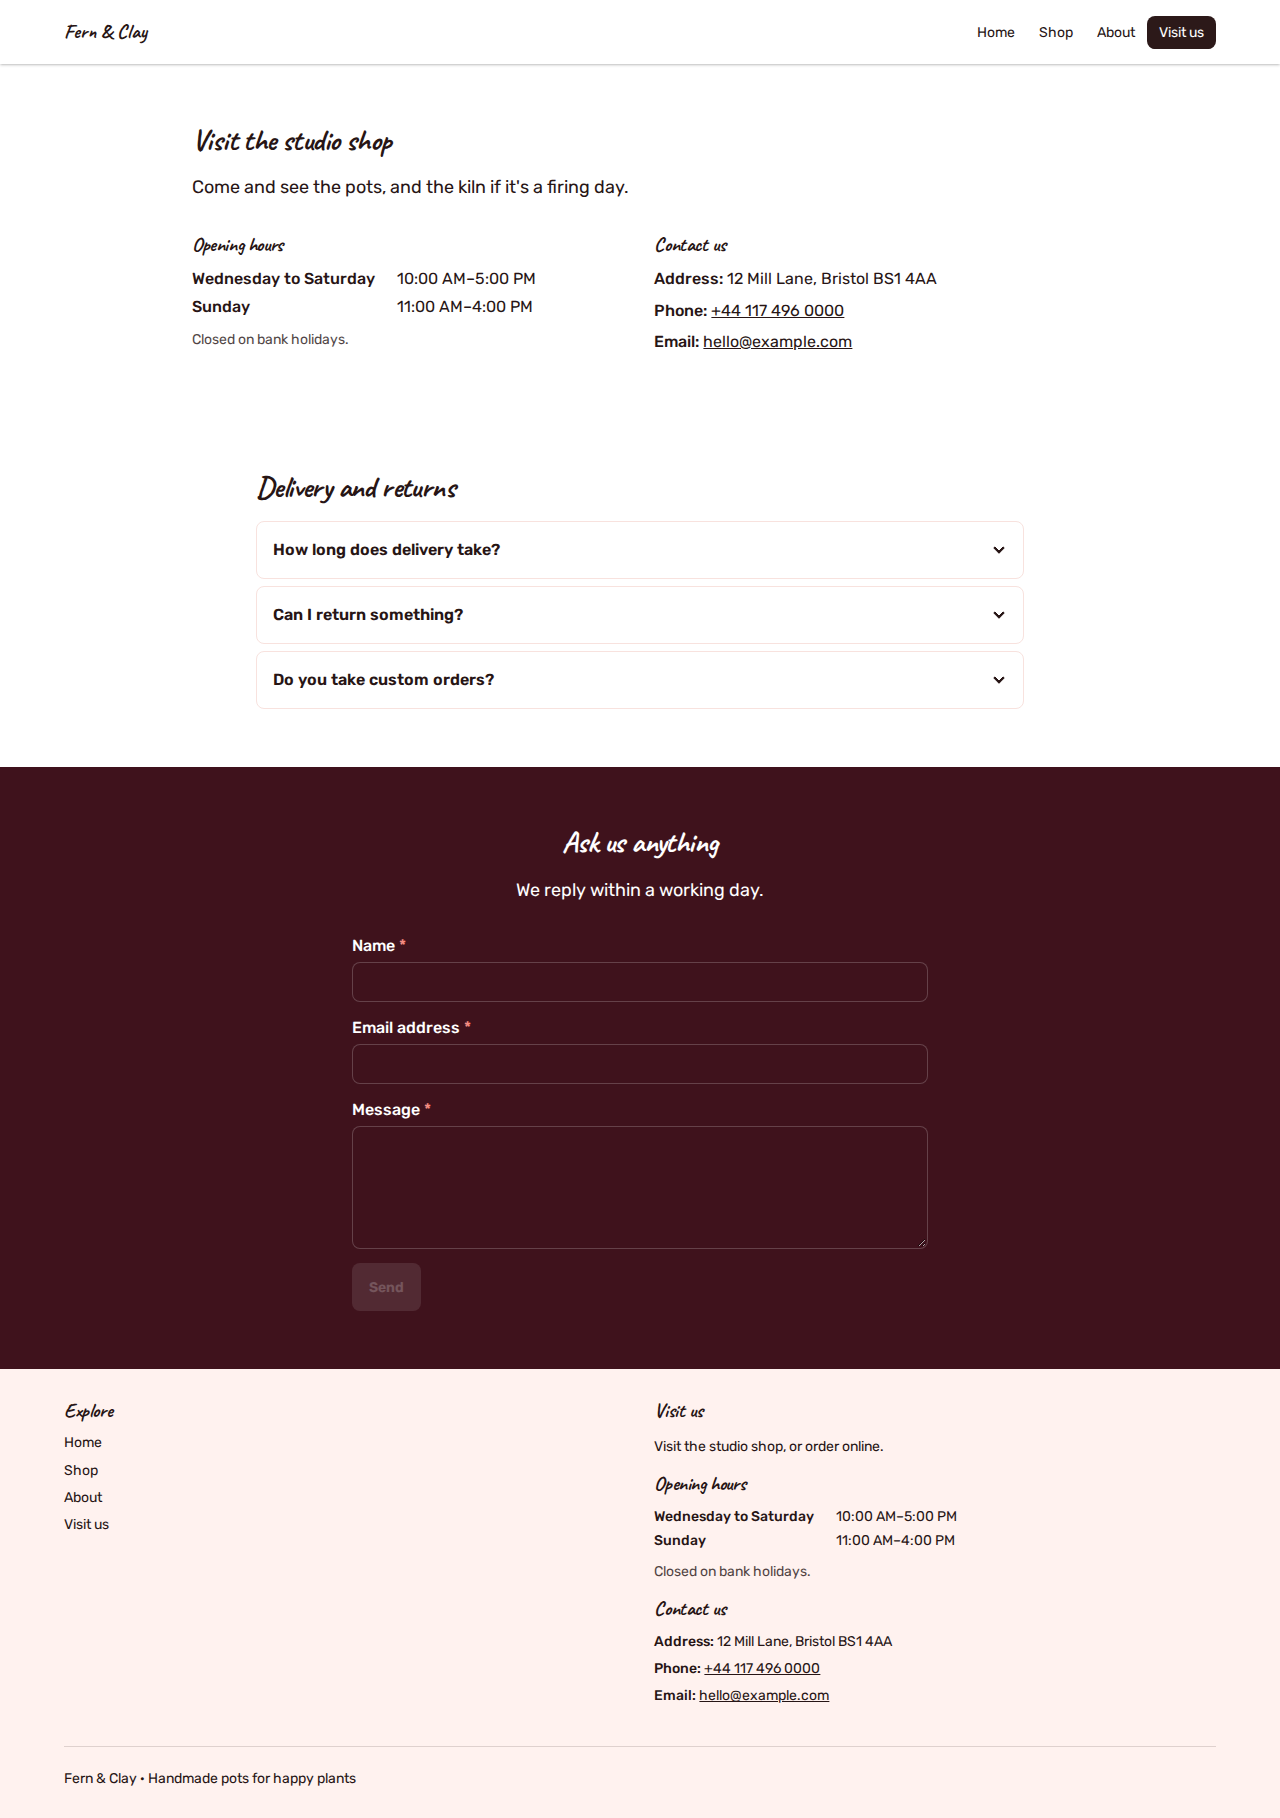 Fern & Clay
Home Shop About Visit us
Visit the studio shop
Come and see the pots, and the kiln if it's a firing day.
Opening hours
Wednesday to Saturday 10:00 AM–5:00 PM
Sunday 11:00 AM–4:00 PM
Closed on bank holidays.
Contact us
Address: 12 Mill Lane, Bristol BS1 4AA
Phone: +44 117 496 0000
Email: hello@example.com
Delivery and returns
How long does delivery take?
Can I return something?
Do you take custom orders?
Ask us anything
We reply within a working day.
Name *
Email address *
Message *
Send
Explore
Home
Shop
About
Visit us
Visit us
Visit the studio shop, or order online.
Opening hours
Wednesday to Saturday 10:00 AM–5:00 PM
Sunday 11:00 AM–4:00 PM
Closed on bank holidays.
Contact us
Address: 12 Mill Lane, Bristol BS1 4AA
Phone: +44 117 496 0000
Email: hello@example.com
Fern & Clay • Handmade pots for happy plants